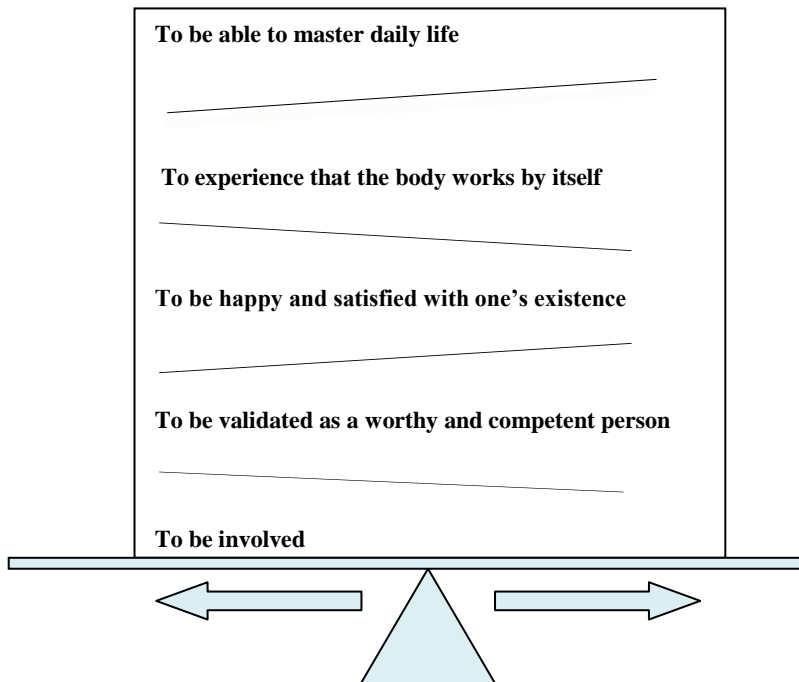 To be able to master daily life
To experience that the body works by itself
To be happy and satisfied with one’s existence
To be validated as a worthy and competent person
To be involved